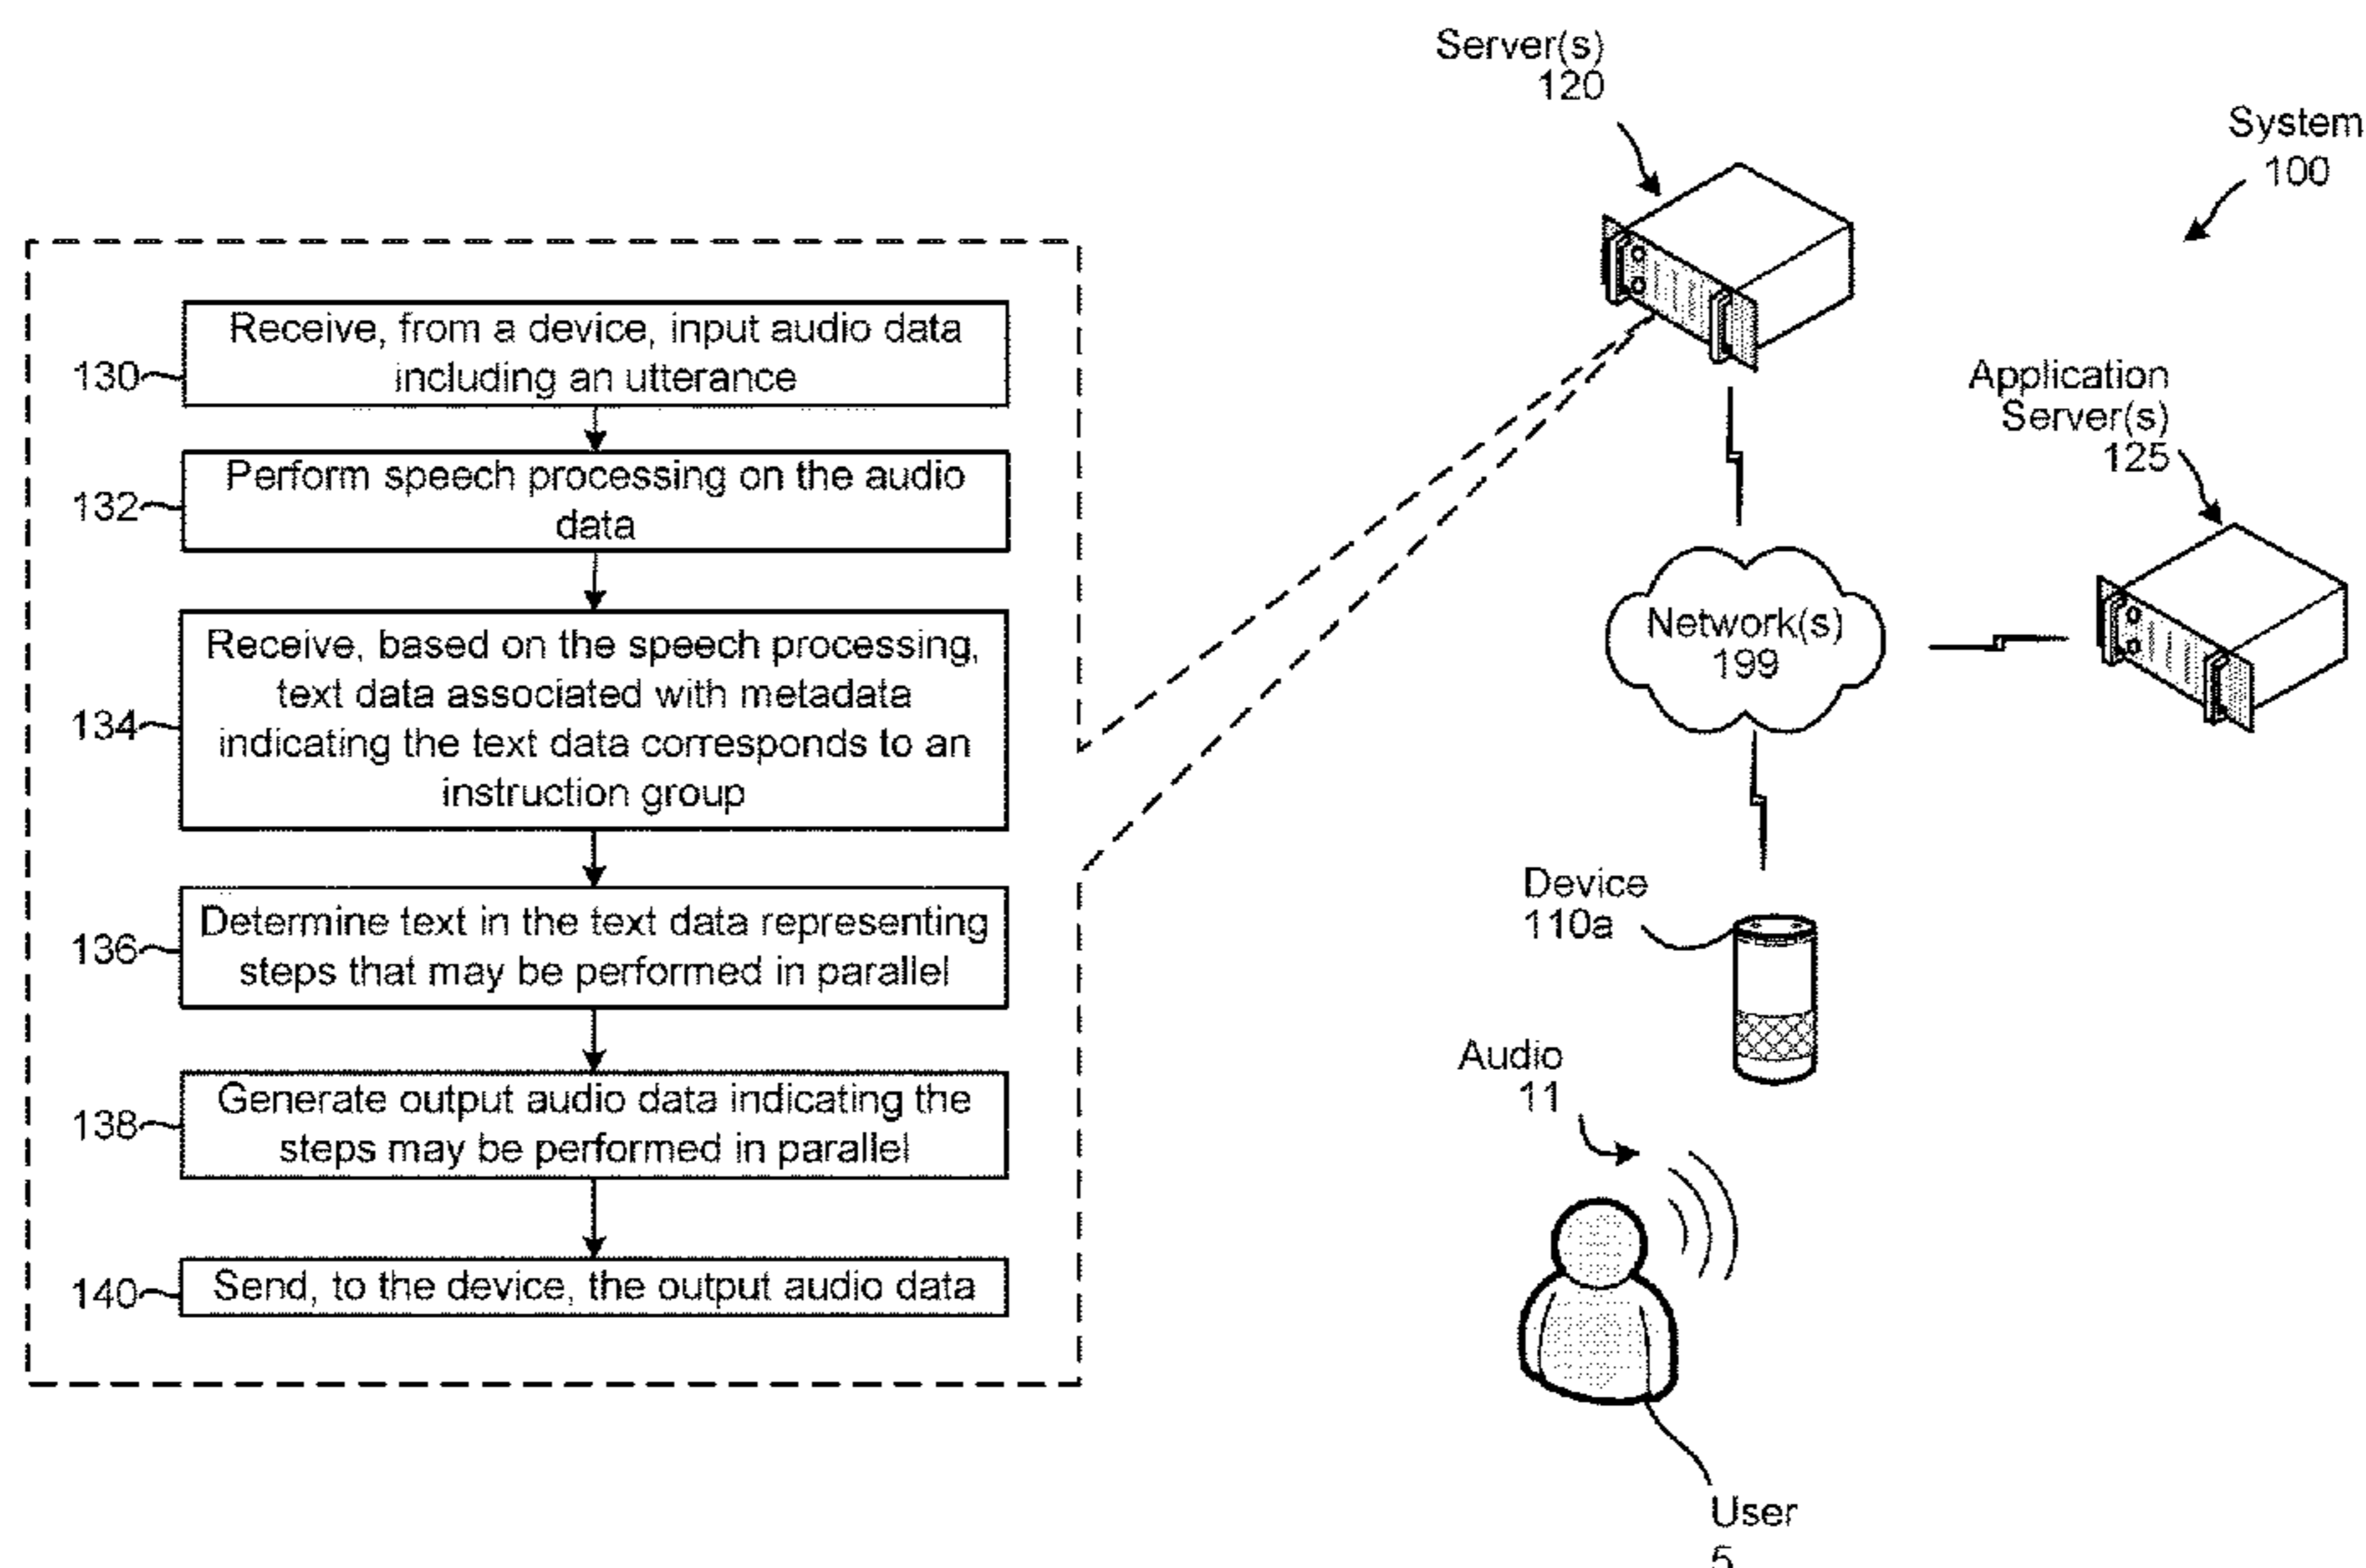 Server(s)
120
System
100
Receive, from a device, input audio data
including an utterance
130
Perform speech processing on the audio
data
132
Receive, based on the speech processing,
text data associated with metadata
indicating the text data corresponds to an
instruction group
134
Determine text in the text data representing
steps that may be performed in parallel
136
Generate output audio data indicating the
steps may be performed in parallel
138
Send, to the device, the output audio data
140
Application
Server(s)
125
Network(s)
199
Device
110a
Audio
11
User
5